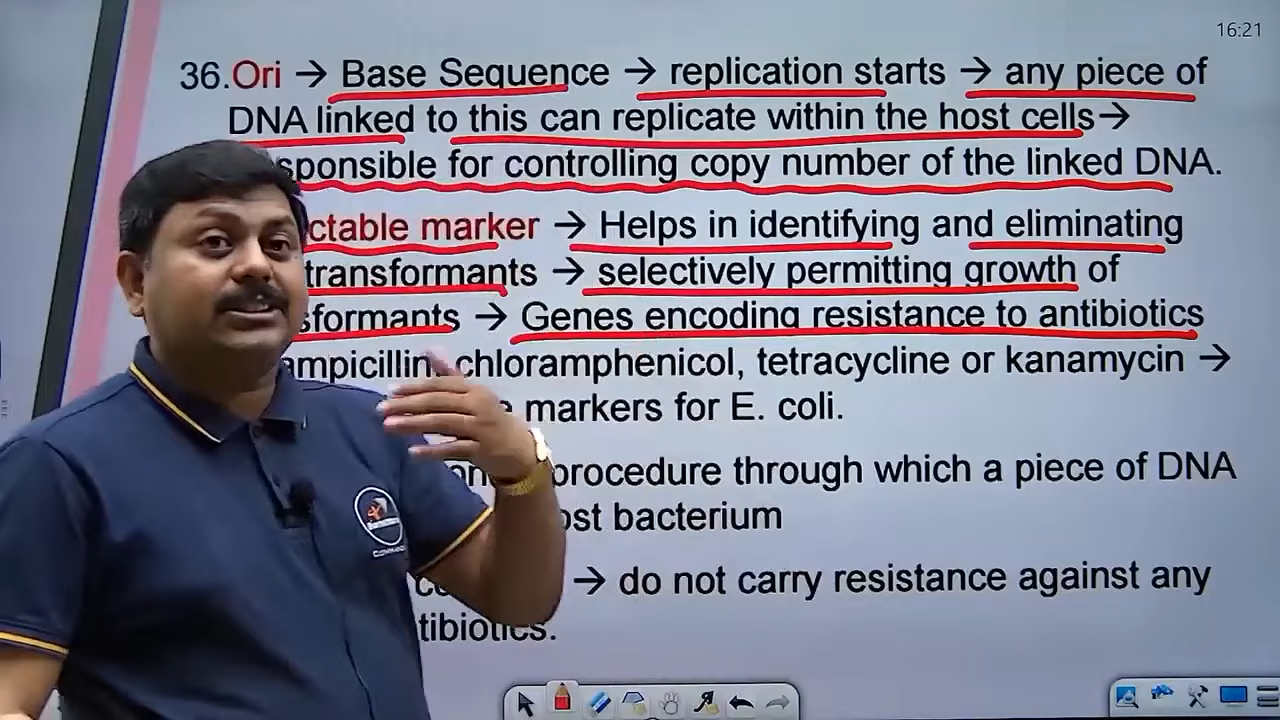 16:21
36.Ori → Base Sequence → replication starts → any piece of
DNA linked to this can replicate within the host cells→
sponsible for controlling copy number of the linked DNA.
ctable marker → Helps in identifying and eliminating
transformants → selectively permitting growth of
sformants → Genes encoding resistance to antibiotics
ampicillin, chloramphenicol, tetracycline or kanamycin →
markers for E. coli.
procedure through which a piece of DNA
ost bacterium
→ do not carry resistance against any
tibiotics.